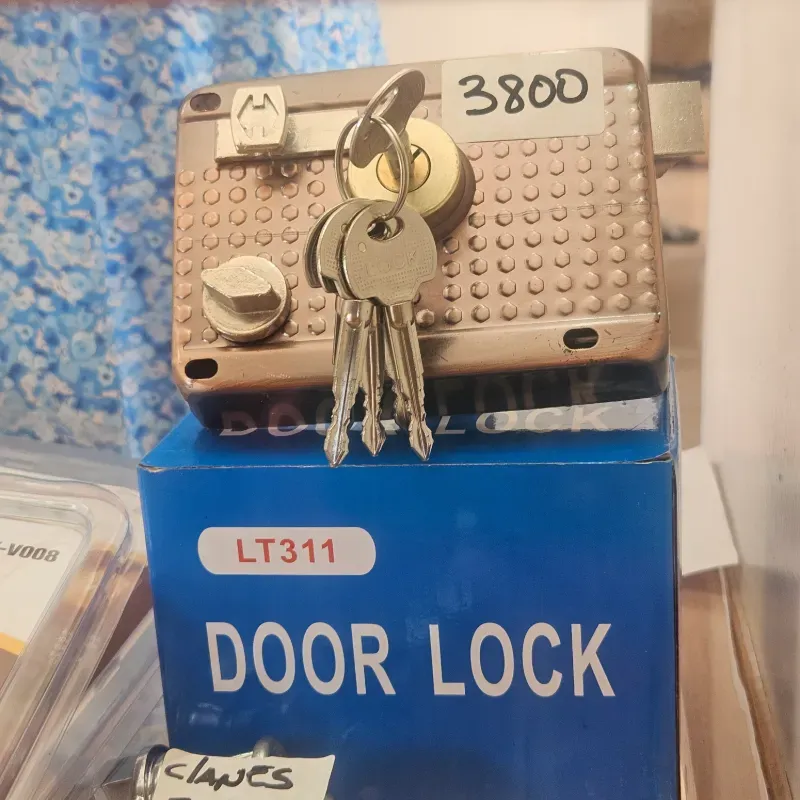 3800
DOOR LOCK
-V008
LT311
DOOR LOCK
CLANES